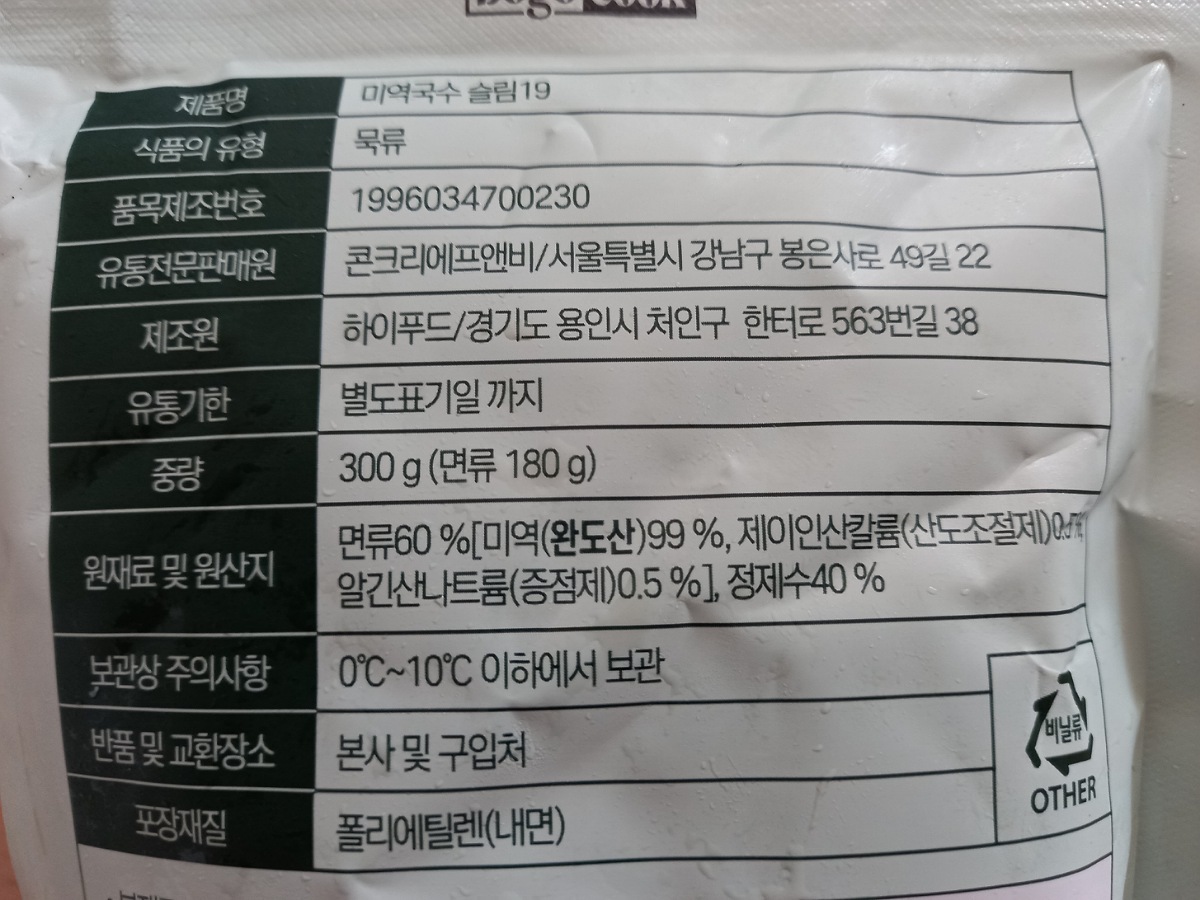 제품명 미역국수 슬림19
식품의 유형 묵류
품목제조번호 1996034700230
유통전문판매원 콘크리에프앤비/서울특별시 강남구 봉은사로 49길 22
제조원 하이푸드/경기도 용인시 처인구 한터로 563번길 38
유통기한 별도표기일 까지
중량 300 g (면류 180 g)
원재료 및 원산지 면류60 %[미역(완도산)99 %, 제이인산칼륨(산도조절제)
알긴산나트륨(증점제)0.5 %], 정제수40 %
보관상 주의사항 0℃~10℃ 이하에서 보관
반품 및 교환장소 본사 및 구입처
포장재질 폴리에틸렌(내면)
비닐류
OTHER